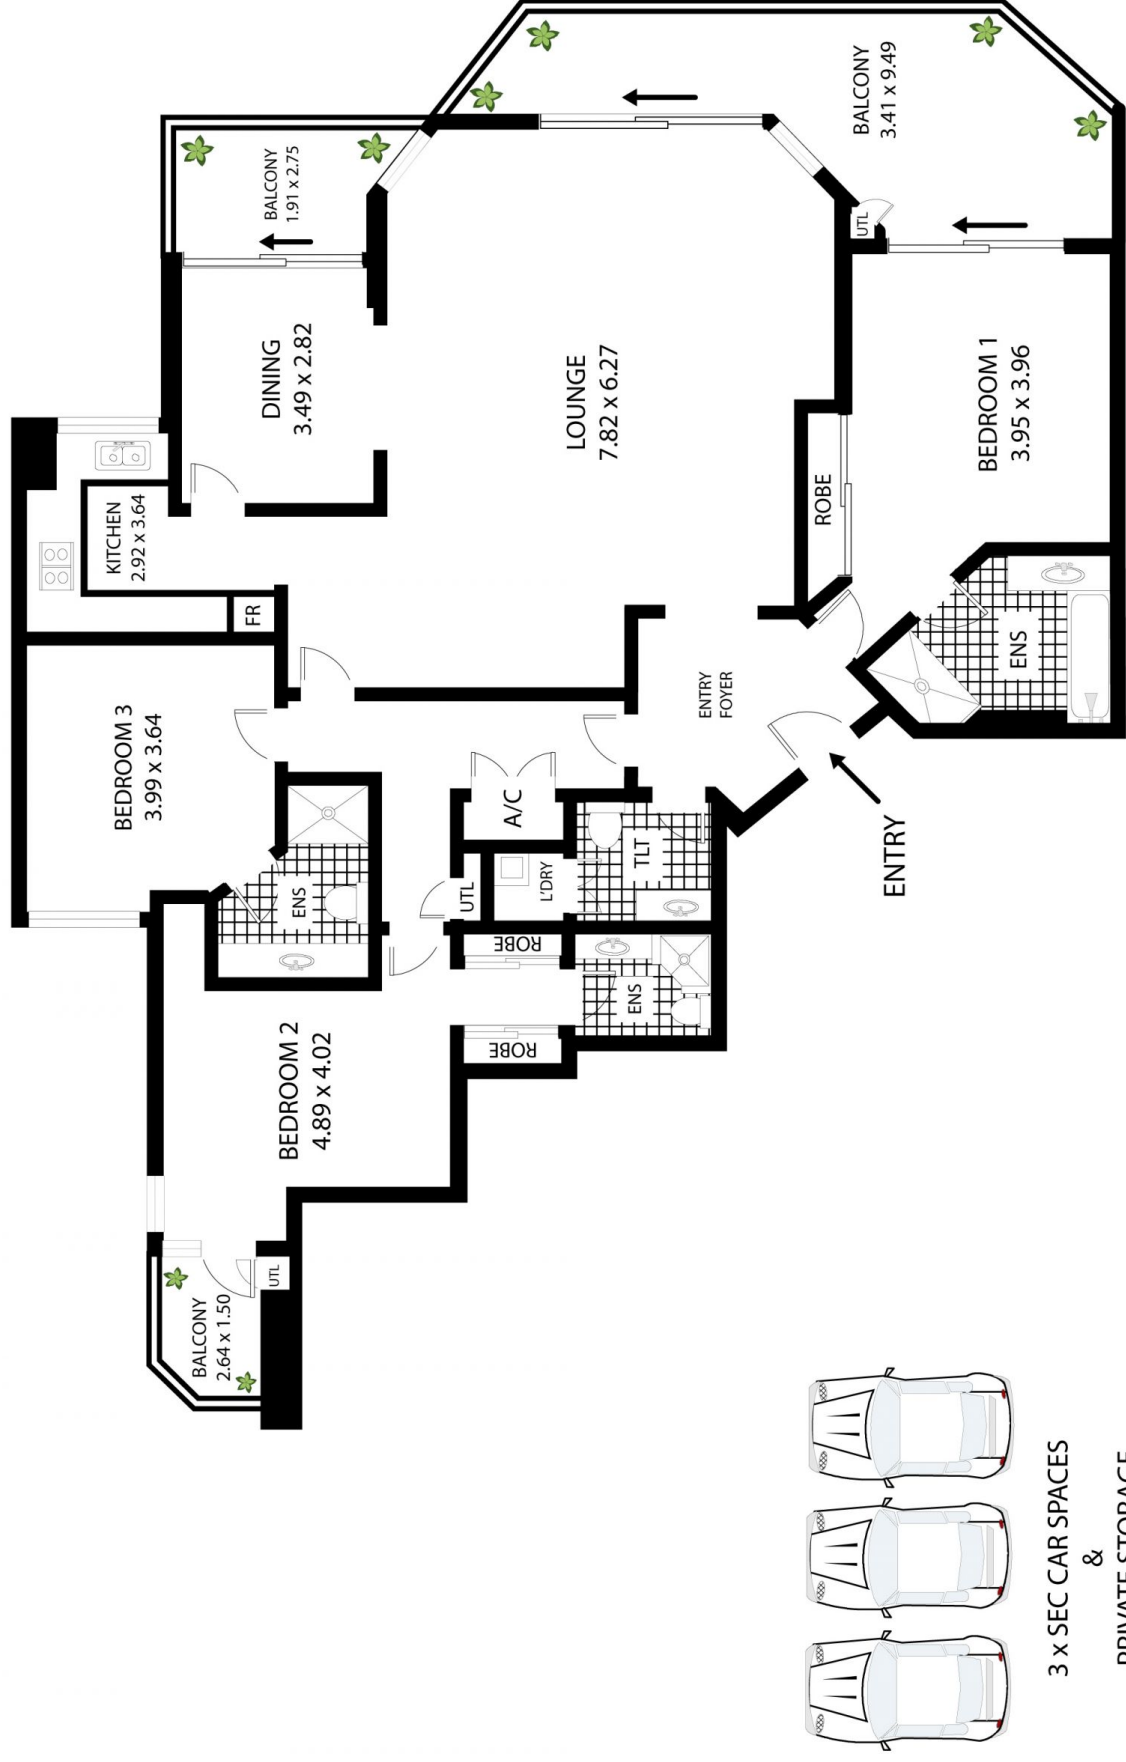 BALCONY
3.41 x 9.49
BALCONY
1.91 x 2.75
UTL
DINING
3.49 x 2.82
LOUNGE
7.82 x 6.27
BEDROOM 1
3.95 x 3.96
KITCHEN
2.92 x 3.64
FR
ROBE
ENS
ENTRY
FOYER
BEDROOM 3
3.99 x 3.64
A/C
TLT
L'DRY
UTL
ENS
ENTRY
ROBE
ROBE
ENS
BEDROOM 2
4.89 x 4.02
UTL
BALCONY
2.64 x 1.50
3 x SEC CAR SPACES
&
PRIVATE STORAGE